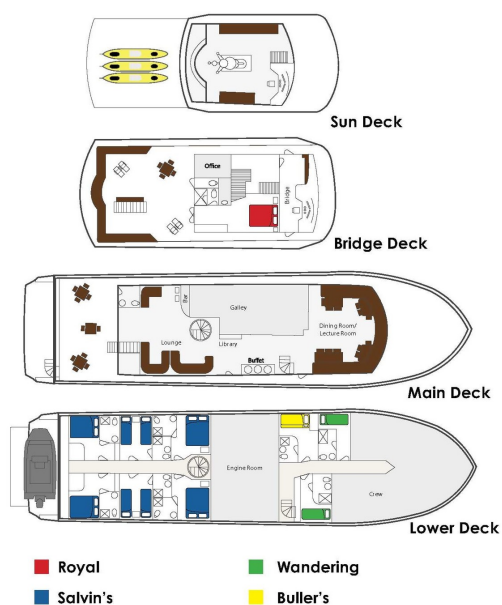 Sun Deck
Office
Bridge
Bridge Deck
Bar
Galley
Dining Room/
Lecture Room
Lounge
Library
Buffet
Main Deck
Engine Room
Crew
Lower Deck
Royal
Wandering
Salvin's
Buller's